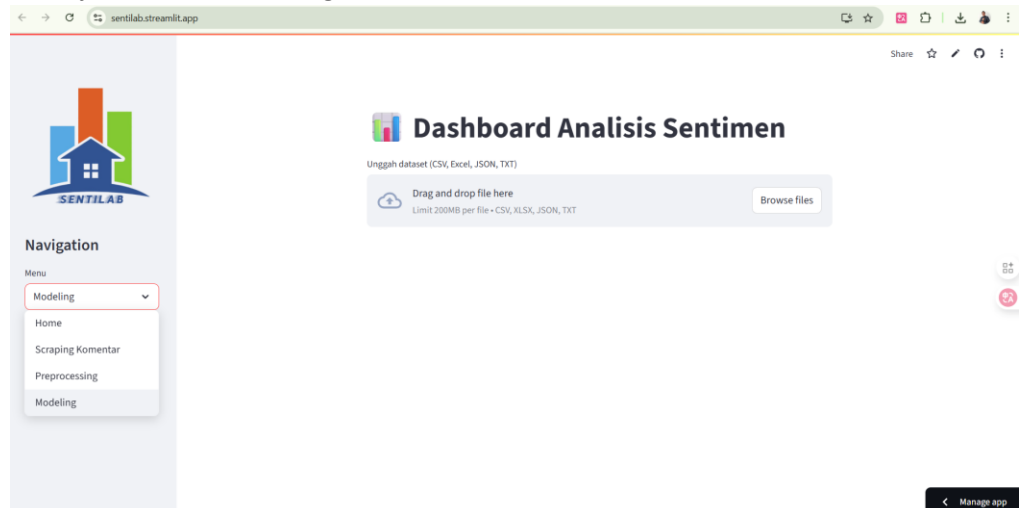 sentilab.streamlit.app
Share
SENTILAB
Navigation
Menu
Modeling
Home
Scraping Komentar
Preprocessing
Modeling
Dashboard Analisis Sentimen
Unggah dataset (CSV, Excel, JSON, TXT)
Drag and drop file here
Limit 200MB per file • CSV, XLSX, JSON, TXT
Browse files
Manage app